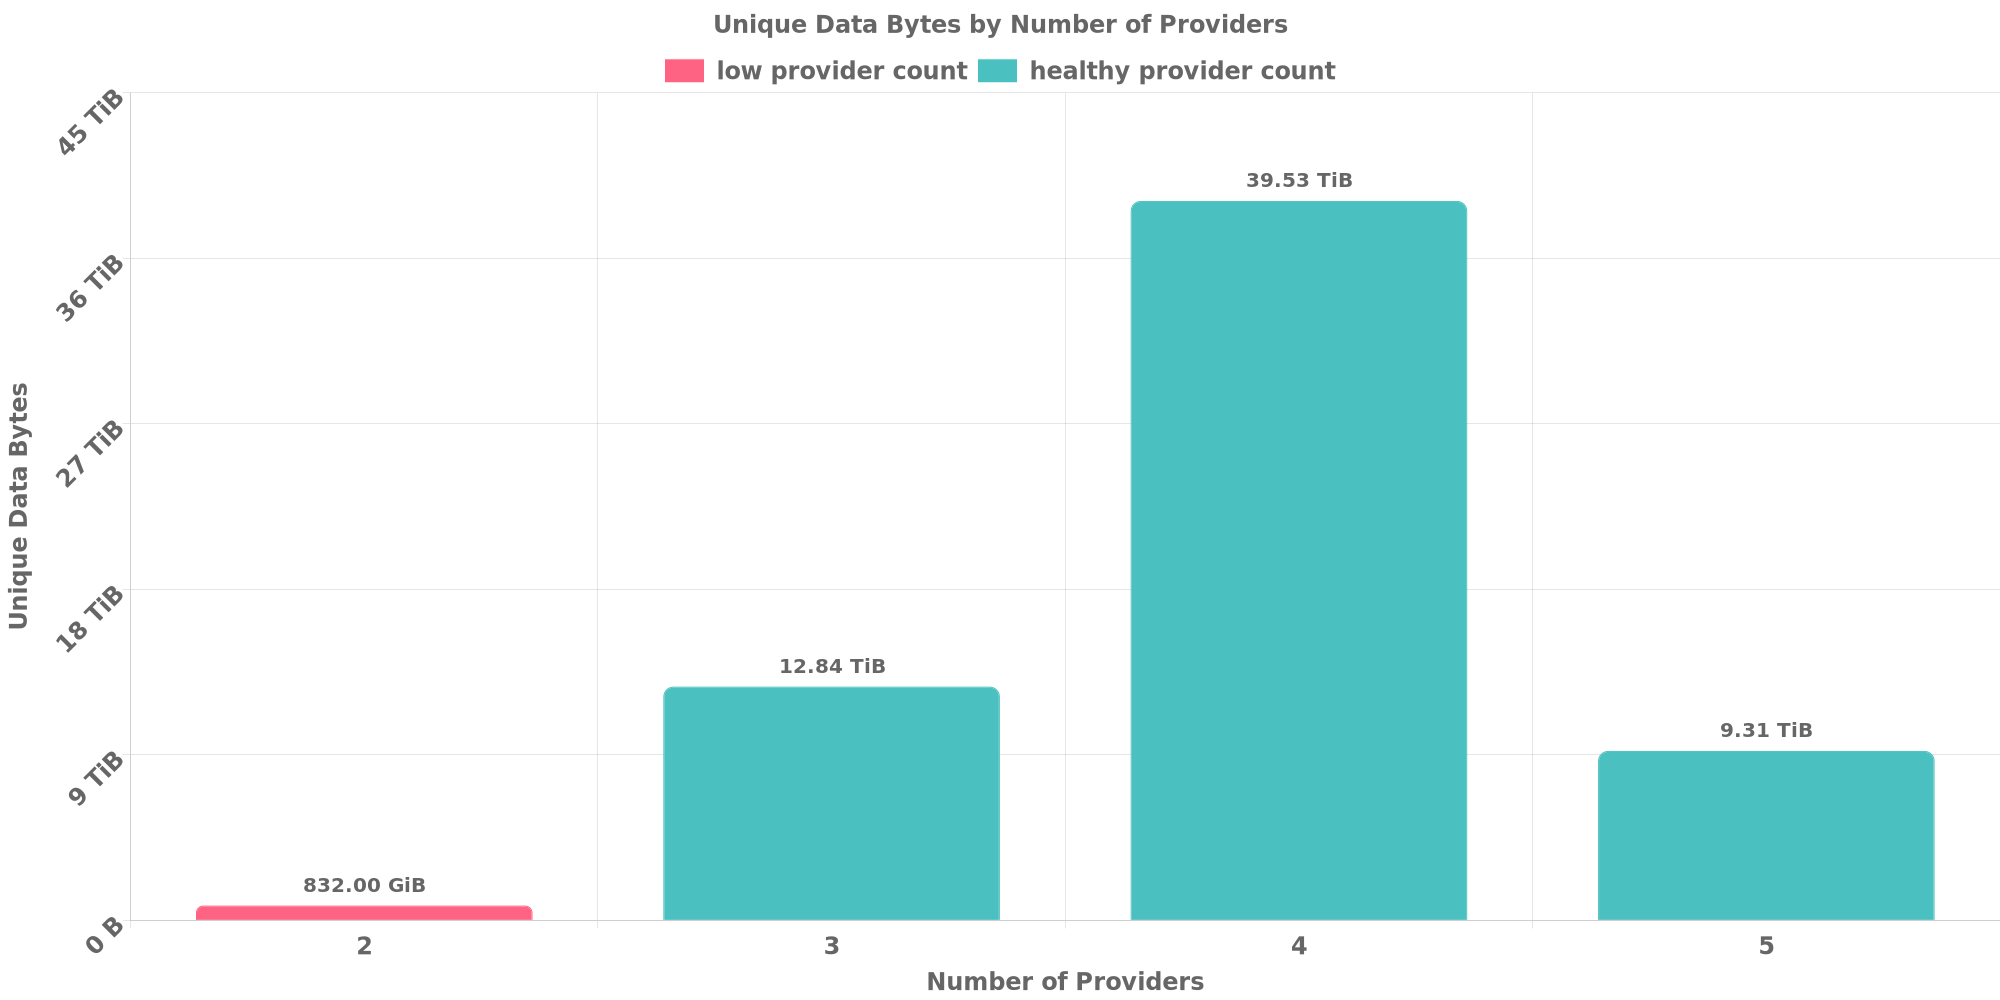 Unique Data Bytes by Number of Providers
low provider count healthy provider count
45 TiB
36 TiB
27 TiB
18 TiB
9 TiB
0 B
Unique Data Bytes
832.00 GiB
12.84 TiB
39.53 TiB
9.31 TiB
2 3 4 5
Number of Providers